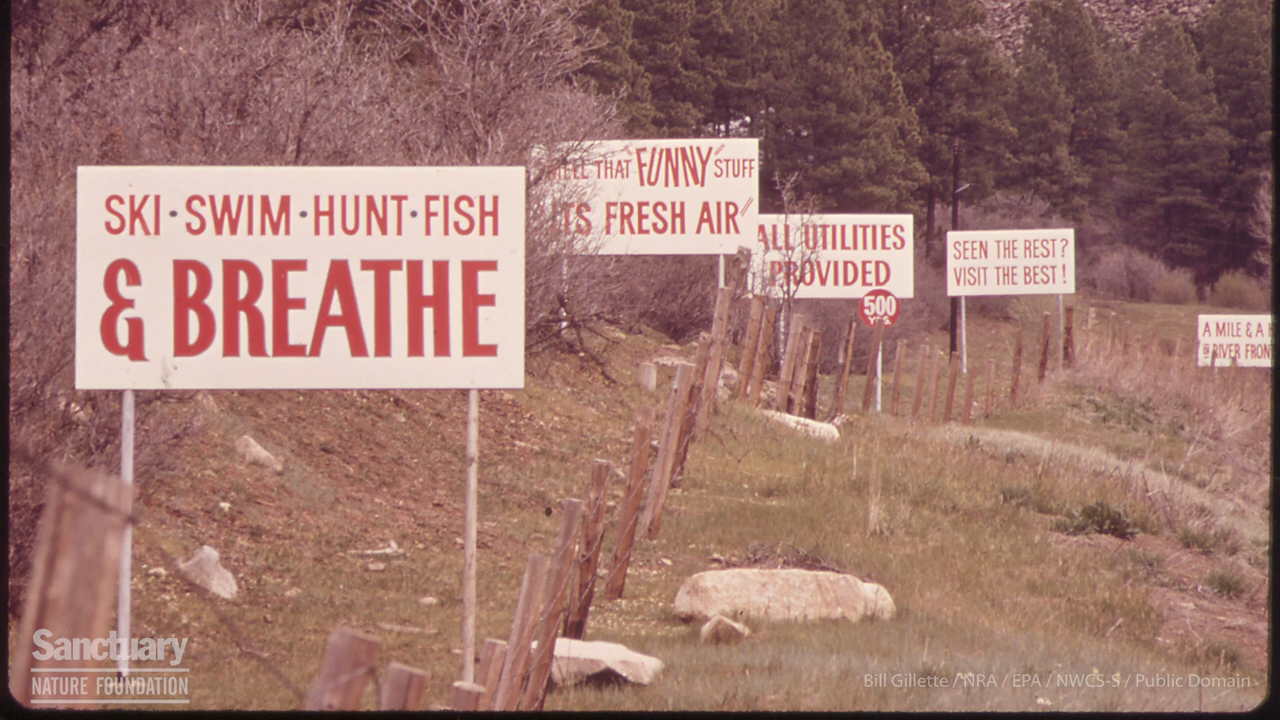 SKI · SWIM · HUNT · FISH
& BREATHE
THAT "FUNNY" STUFF
FRESH AIR"
ALL UTILITIES
PROVIDED
500
YDS.
SEEN THE REST?
VISIT THE BEST!
A MILE & A
RIVER
Sanctuary
NATURE FOUNDATION
Bill Gillette / NRA / EPA / NWCS-S / Public Domain